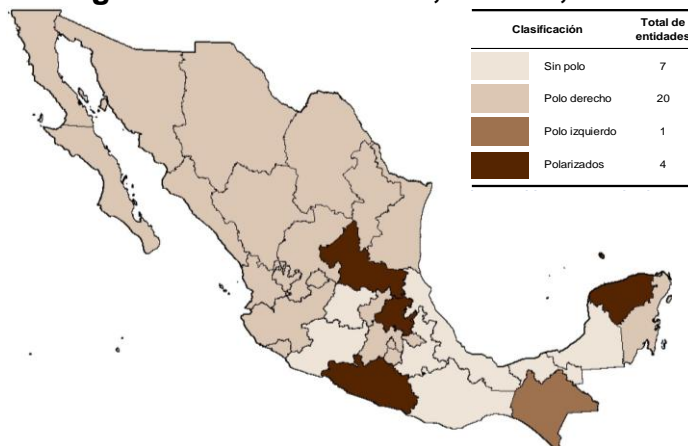 Clasificación Total de entidades
Sin polo 7
Polo derecho 20
Polo izquierdo 1
Polarizados 4